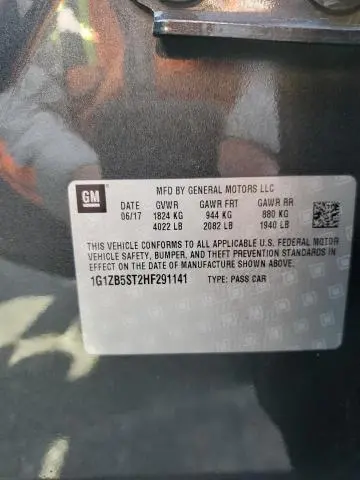 GM
MFD BY GENERAL MOTORS LLC
DATE GVWR GAWR FRT GAWR RR
06/17 1824 KG 944 KG 880 KG
4022 LB 2082 LB 1940 LB
THIS VEHICLE CONFORMS TO ALL APPLICABLE U.S. FEDERAL MOTOR
VEHICLE SAFETY, BUMPER, AND THEFT PREVENTION STANDARDS
IN EFFECT ON THE DATE OF MANUFACTURE SHOWN ABOVE.
1G1ZB5ST2HF291141 TYPE: PASS CAR